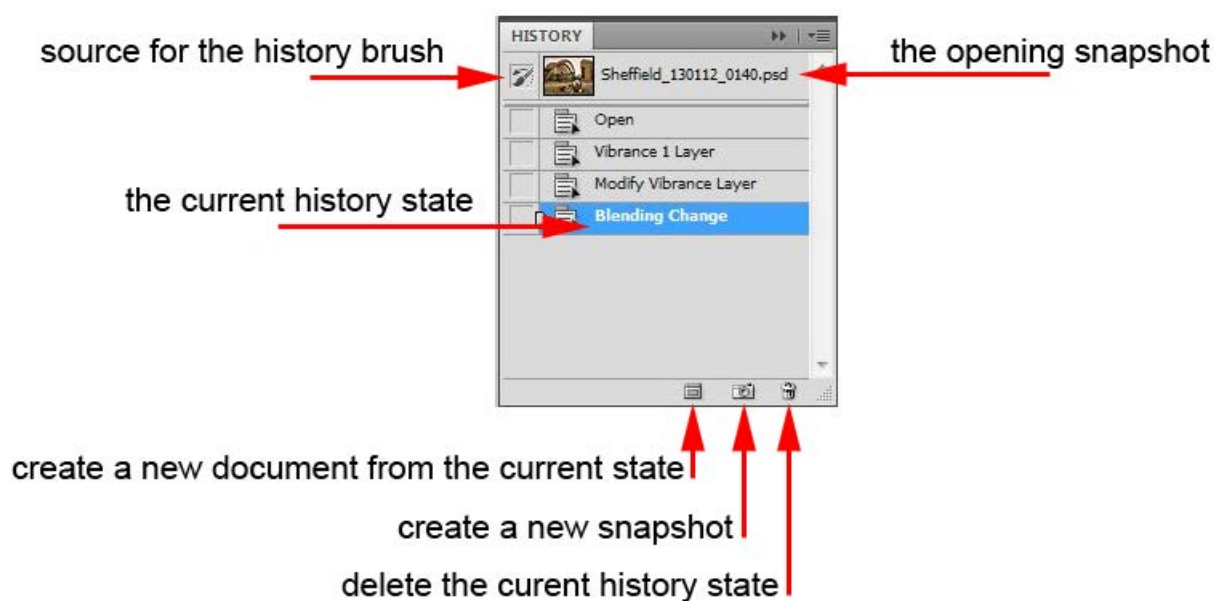 HISTORY
source for the history brush
the opening snapshot
Sheffield_130112_0140.psd
Open
Vibrance 1 Layer
Modify Vibrance Layer
the current history state
Blending Change
create a new document from the current state
create a new snapshot
delete the curent history state